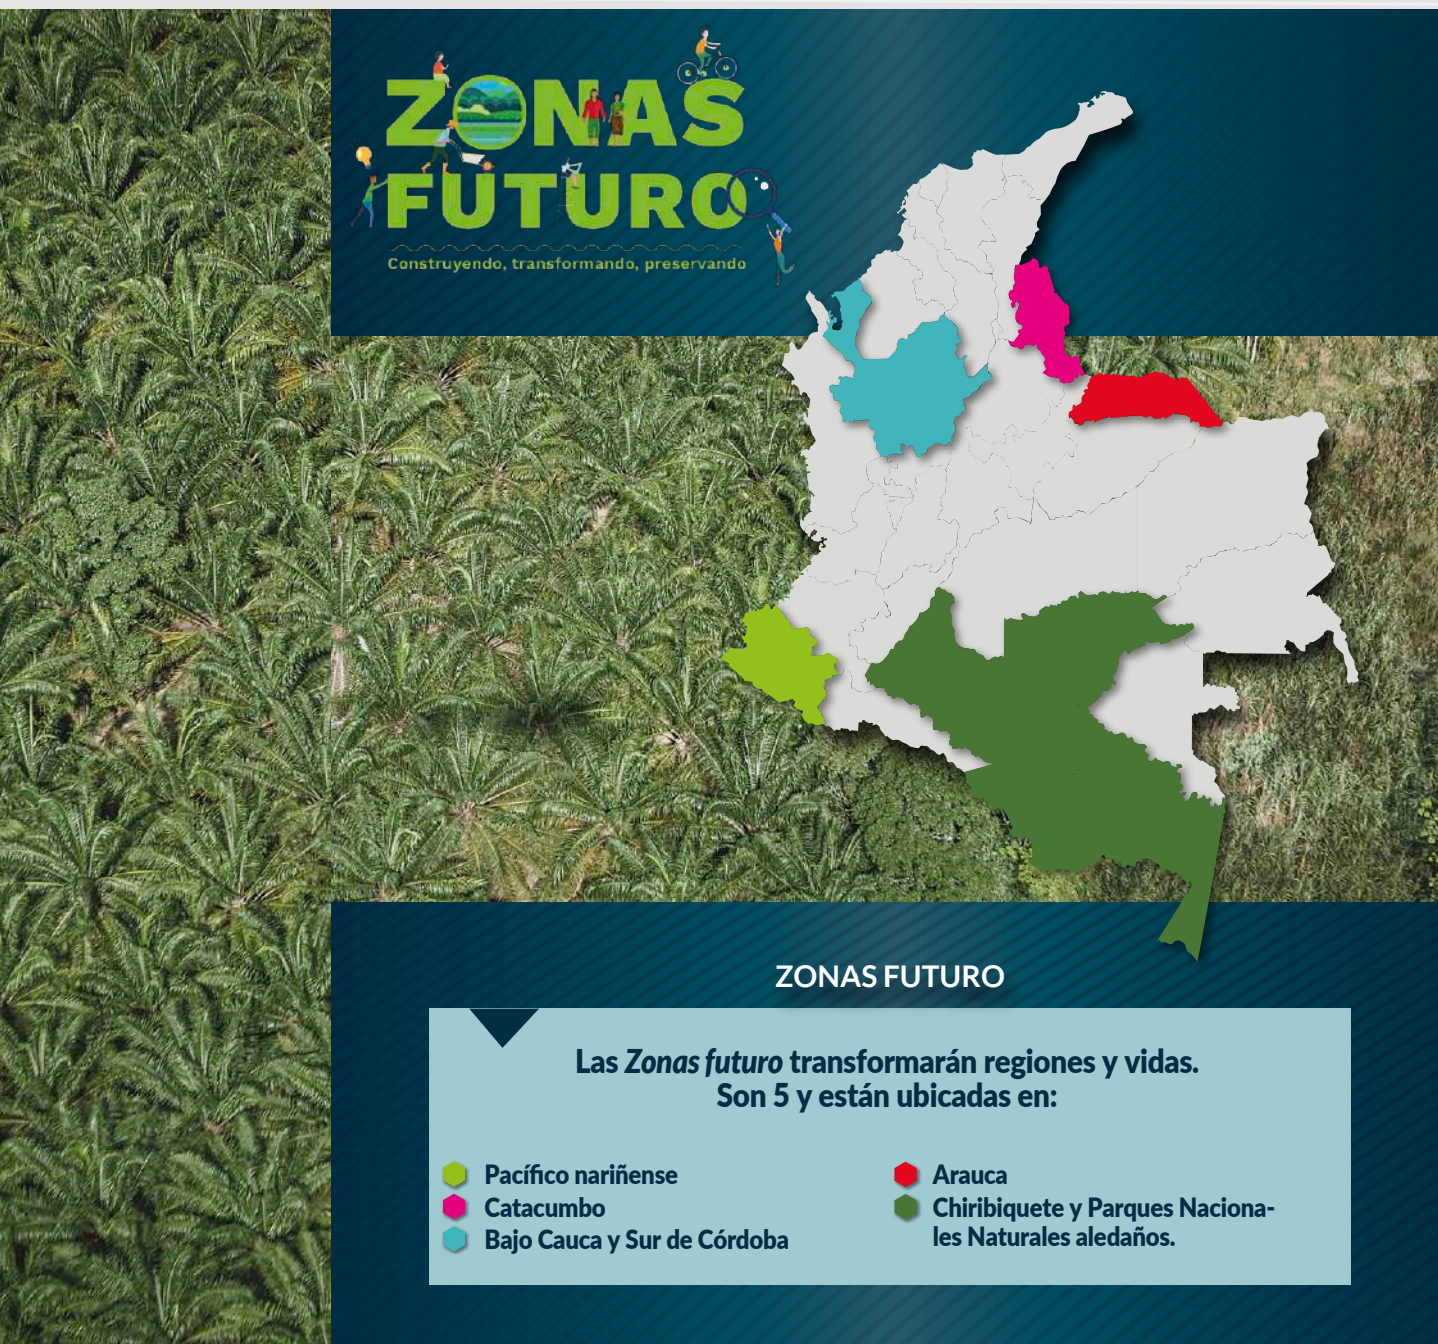 ZONAS
FUTURO
Construyendo, transformando, preservando
ZONAS FUTURO
Las Zonas futuro transformarán regiones y vidas.
Son 5 y están ubicadas en:
Pacífico nariñense
Catacumbo
Bajo Cauca y Sur de Córdoba
Arauca
Chiribiquete y Parques Naciona-
les Naturales aledaños.